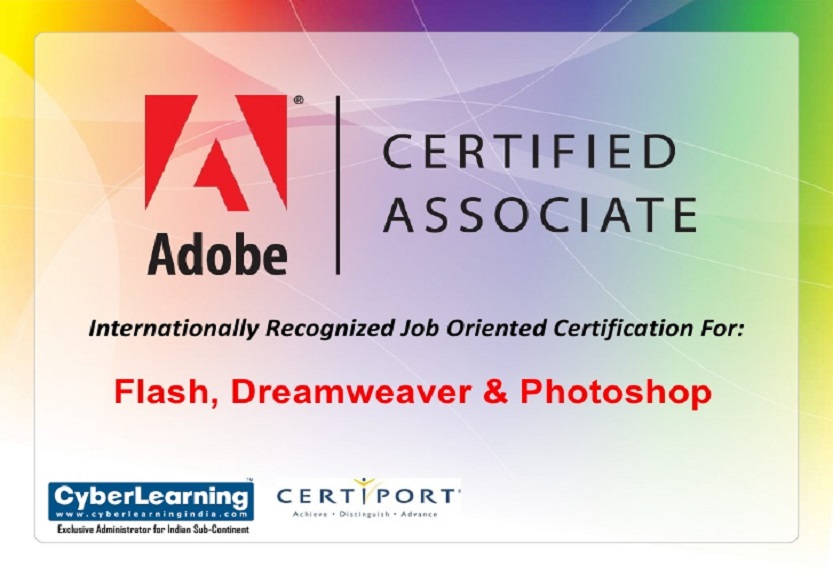 ®
CERTIFIED
ASSOCIATE
Adobe
Internationally Recognized Job Oriented Certification For:
Flash, Dreamweaver & Photoshop
CyberLearning™
www.cyberlearningindia.com
Exclusive Administrator for Indian Sub-Continent
CERTIPORT®
Achieve • Distinguish • Advance